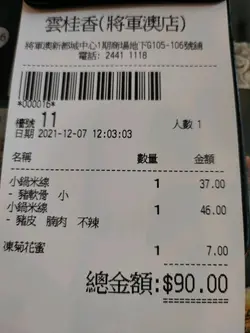 雲桂香(將軍澳店)
將軍澳新都城中心1期商場地下G105-106號舖
電話: 2441 1118
*000016*
檯號 11 人數 1
日期 2021-12-07 12:03:03
名稱 數量 金額
小鍋米線 1 37.00
- 豬軟骨 小
小鍋米線 1 46.00
- 豬皮 腩肉 不辣
凍菊花蜜 1 7.00
總金額:$90.00